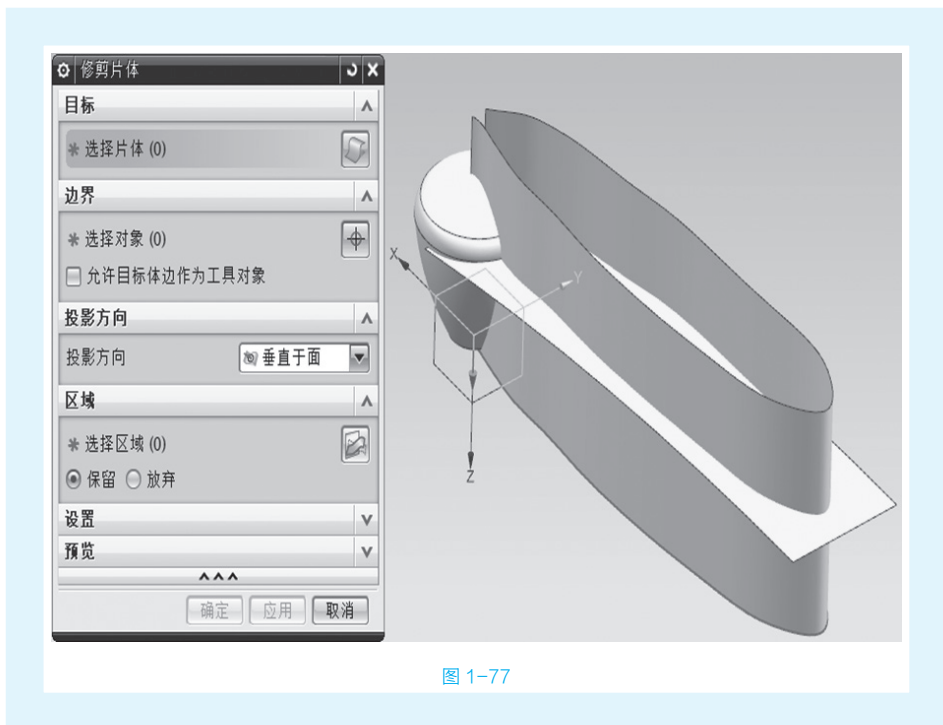 修剪片体
目标
* 选择片体 (0)
边界
* 选择对象 (0)
允许目标体边作为工具对象
投影方向
投影方向 垂直于面
区域
* 选择区域 (0)
保留 放弃
设置
预览
确定 应用 取消
X
Y
Z
图 1-77